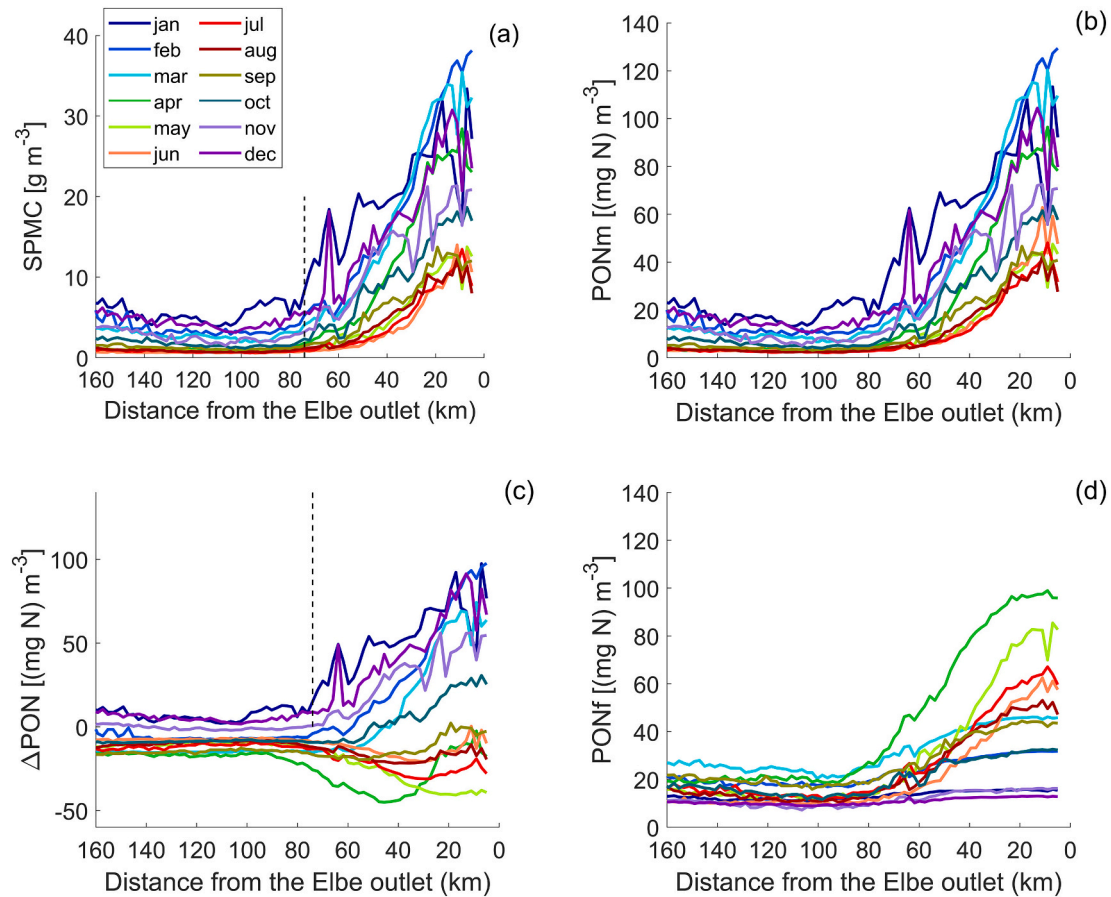 (a)
40
30
20
10
0
SPMC [g m⁻³]
jan jul
feb aug
mar sep
apr oct
may nov
jun dec
160 140 120 100 80 60 40 20 0
Distance from the Elbe outlet (km)
(b)
140
120
100
80
60
40
20
0
PONm [(mg N) m⁻³]
160 140 120 100 80 60 40 20 0
Distance from the Elbe outlet (km)
(c)
100
50
0
-50
ΔPON [(mg N) m⁻³]
160 140 120 100 80 60 40 20 0
Distance from the Elbe outlet (km)
(d)
140
120
100
80
60
40
20
0
PONf [(mg N) m⁻³]
160 140 120 100 80 60 40 20 0
Distance from the Elbe outlet (km)